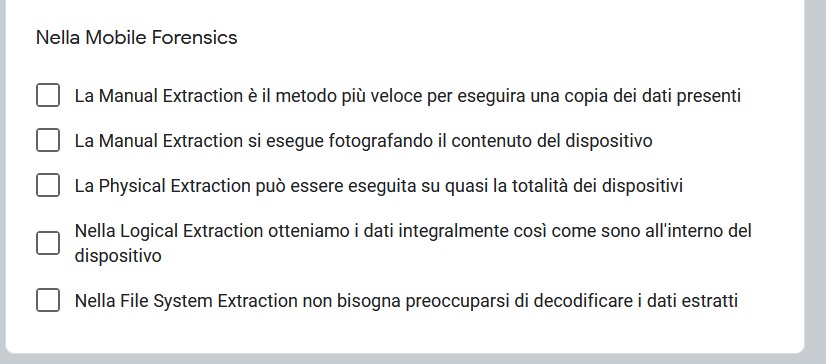 Nella Mobile Forensics
La Manual Extraction è il metodo più veloce per eseguira una copia dei dati presenti
La Manual Extraction si esegue fotografando il contenuto del dispositivo
La Physical Extraction può essere eseguita su quasi la totalità dei dispositivi
Nella Logical Extraction otteniamo i dati integralmente così come sono all'interno del
dispositivo
Nella File System Extraction non bisogna preoccuparsi di decodificare i dati estratti